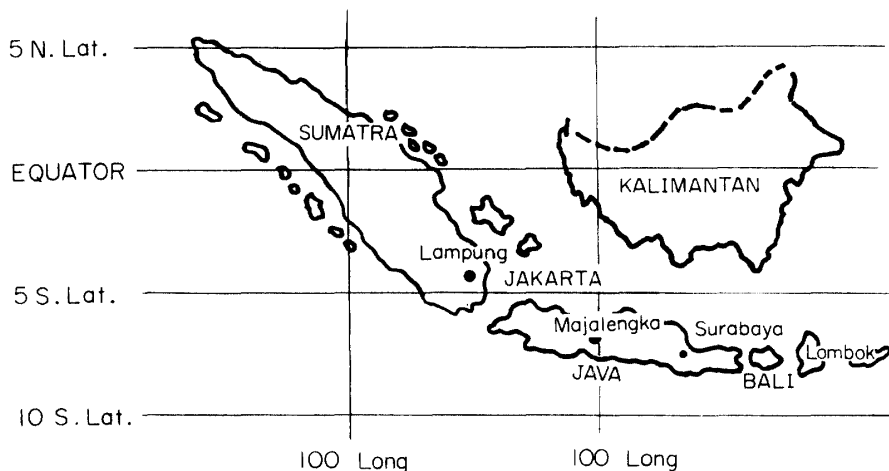 5 N. Lat.
SUMATRA
EQUATOR
KALIMANTAN
Lampung
JAKARTA
5 S. Lat.
Majalengka
Surabaya
Lombok
JAVA
BALI
10 S. Lat.
100 Long
100 Long